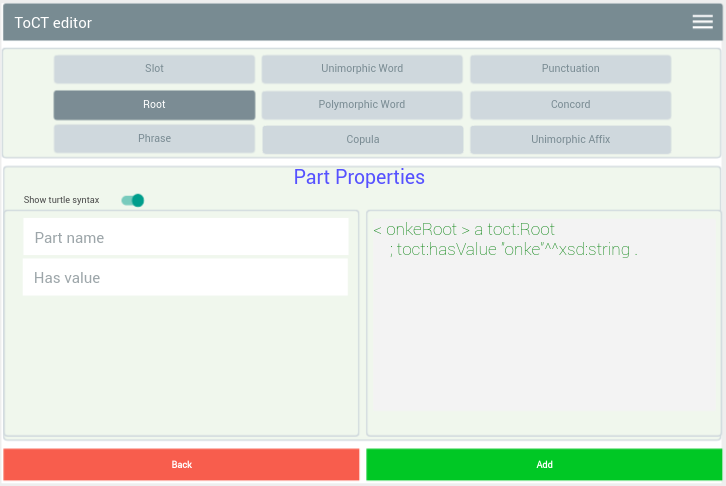 ToCT editor
Slot
Unimorphic Word
Punctuation
Root
Polymorphic Word
Concord
Phrase
Copula
Unimorphic Affix
Part Properties
Show turtle syntax
Part name
Has value
< onkeRoot > a toct:Root
; toct:hasValue "onke"^^xsd:string .
Back
Add